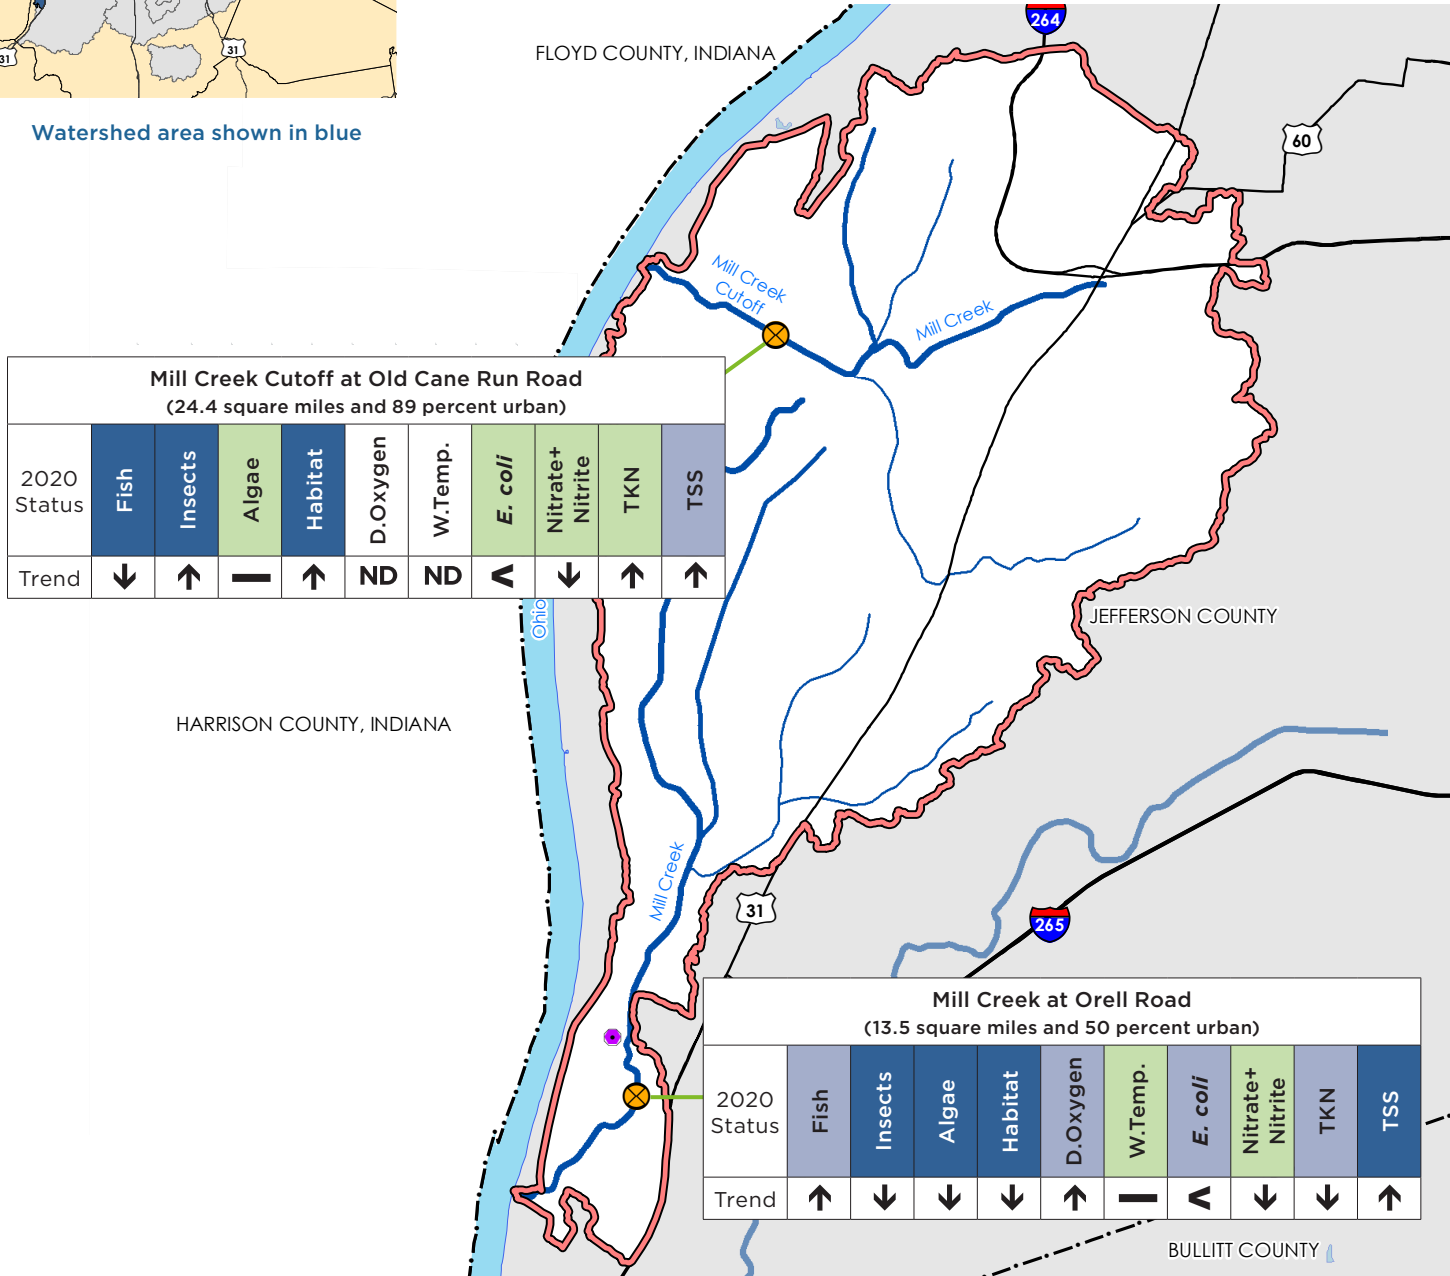 264
FLOYD COUNTY, INDIANA
31
31
Watershed area shown in blue
60
Mill Creek
Cutoff
Mill Creek
Mill Creek Cutoff at Old Cane Run Road
(24.4 square miles and 89 percent urban)
2020
Status
Fish
Insects
Algae
Habitat
D.Oxygen
W.Temp.
E. coli
Nitrate+
Nitrite
TKN
TSS
Trend
↓ ↑ — ↑ ND ND < ↓ ↑ ↑
Ohio
JEFFERSON COUNTY
HARRISON COUNTY, INDIANA
Mill Creek
31
265
Mill Creek at Orell Road
(13.5 square miles and 50 percent urban)
2020
Status
Fish
Insects
Algae
Habitat
D.Oxygen
W.Temp.
E. coli
Nitrate+
Nitrite
TKN
TSS
Trend
↑ ↓ ↓ ↓ ↑ — < ↓ ↓ ↑
BULLITT COUNTY